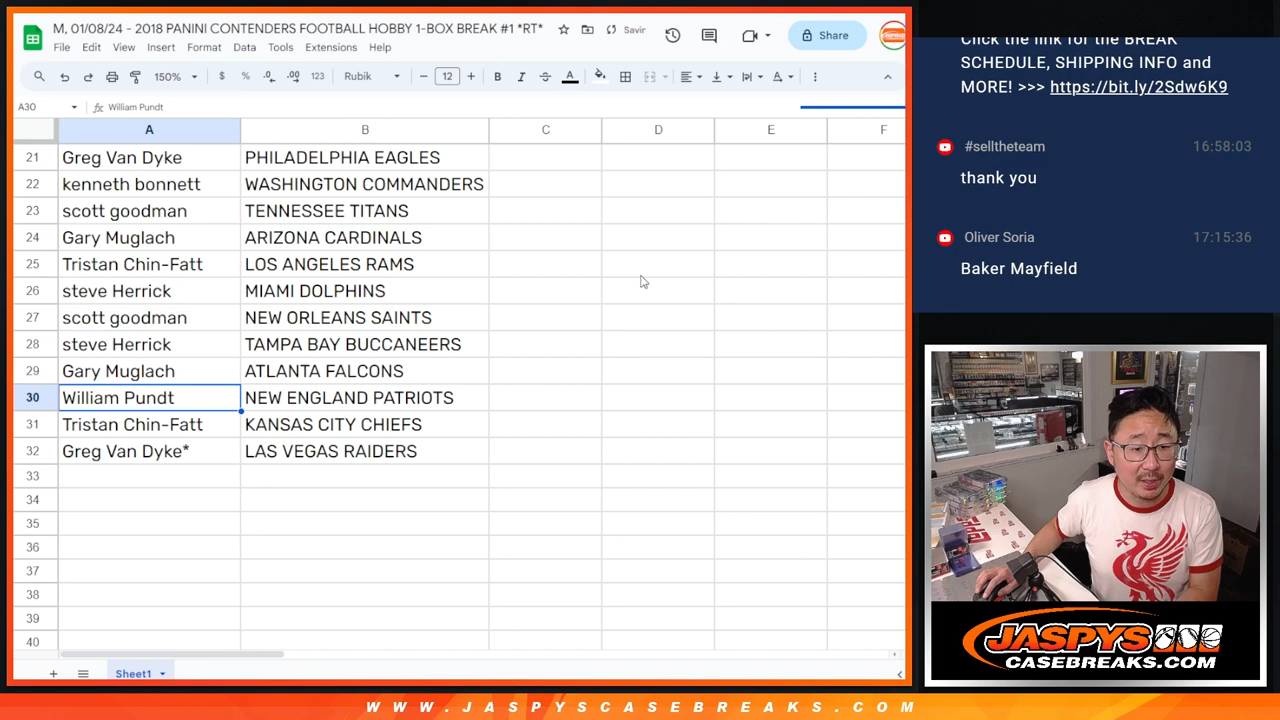 M, 01/08/24 - 2018 PANINI CONTENDERS FOOTBALL HOBBY 1-BOX BREAK #1 *RT*
Savir
Share
File Edit View Insert Format Data Tools Extensions Help
150% $ % .0 .00 123 Rubik 12
A30 fx William Pundt
A B C D E F
21 Greg Van Dyke PHILADELPHIA EAGLES
22 kenneth bonnett WASHINGTON COMMANDERS
23 scott goodman TENNESSEE TITANS
24 Gary Muglach ARIZONA CARDINALS
25 Tristan Chin-Fatt LOS ANGELES RAMS
26 steve Herrick MIAMI DOLPHINS
27 scott goodman NEW ORLEANS SAINTS
28 steve Herrick TAMPA BAY BUCCANEERS
29 Gary Muglach ATLANTA FALCONS
30 William Pundt NEW ENGLAND PATRIOTS
31 Tristan Chin-Fatt KANSAS CITY CHIEFS
32 Greg Van Dyke* LAS VEGAS RAIDERS
33
34
35
36
37
38
39
40
Sheet1
Click the link for the BREAK
SCHEDULE, SHIPPING INFO and
MORE! >>> https://bit.ly/2Sdw6K9
#selltheteam 16:58:03
thank you
Oliver Soria 17:15:36
Baker Mayfield
JASPYS
CASEBREAKS.COM
WWW.JASPYSCASEBREAKS.COM